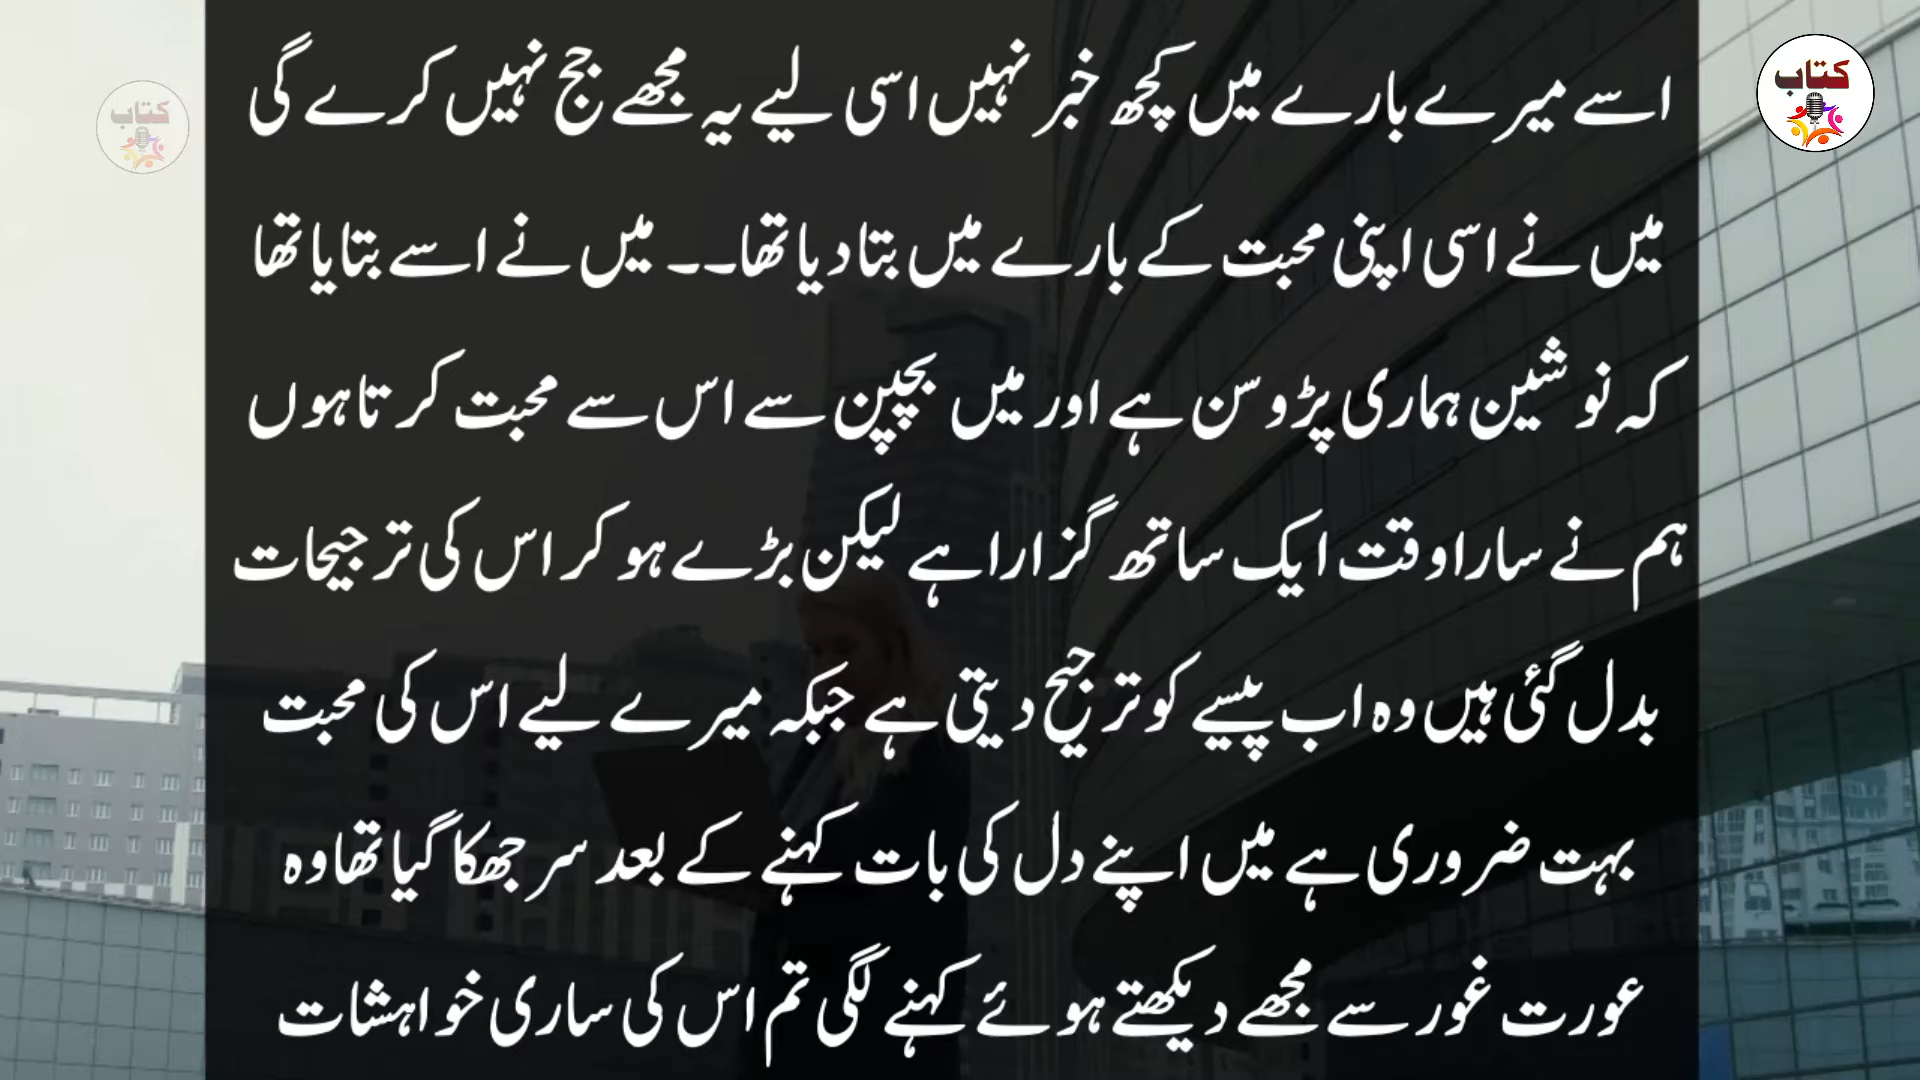 کتاب
کتاب
اسے میرے بارے میں کچھ خبر نہیں اسی لیے یہ مجھے جج نہیں کرے گی
میں نے اسی اپنی محبت کے بارے میں بتا دیا تھا۔۔ میں نے اسے بتایا تھا
کہ نوشین ہماری پڑوسن ہے اور میں بچپن سے اس سے محبت کرتا ہوں
ہم نے سارا وقت ایک ساتھ گزارا ہے لیکن بڑے ہو کر اس کی ترجیحات
بدل گئی ہیں وہ اب پیسے کو ترجیح دیتی ہے جبکہ میرے لیے اس کی محبت
بہت ضروری ہے میں اپنے دل کی بات کہنے کے بعد سر جھکا گیا تھا وہ
عورت غور سے مجھے دیکھتے ہوئے کہنے لگی تم اس کی ساری خواہشات